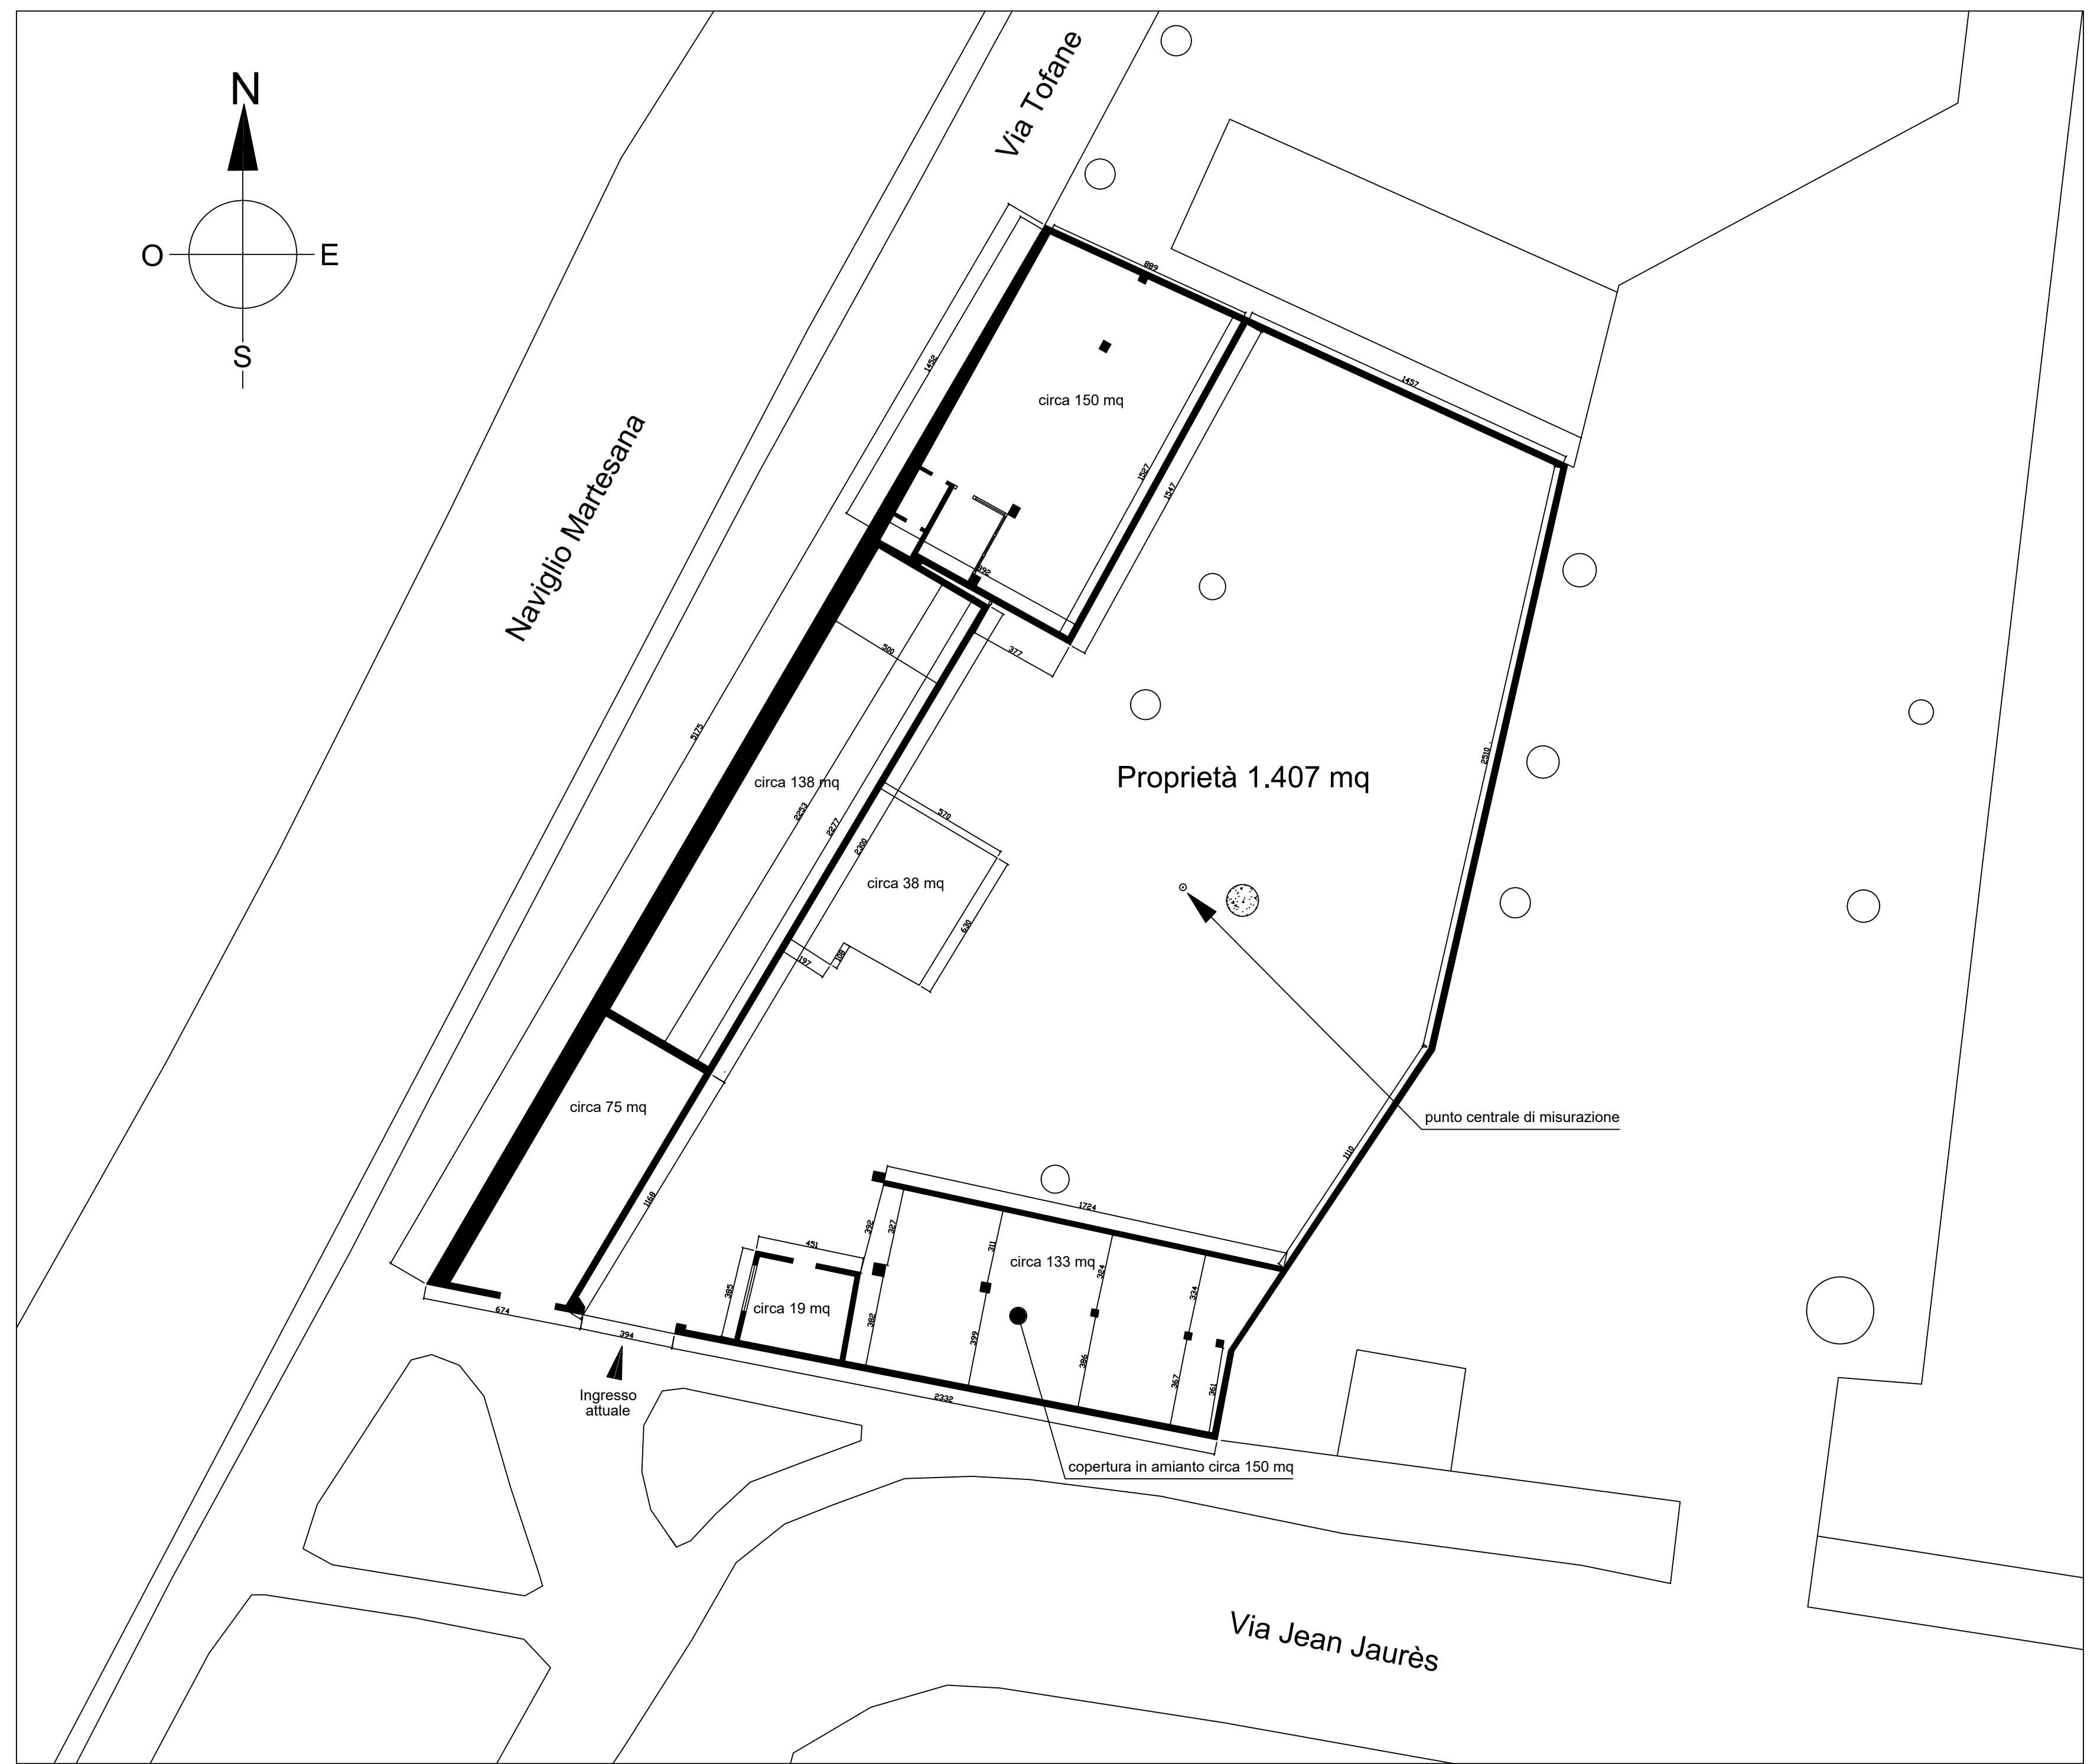 N
O
E
S
Via Tofane
Naviglio Martesana
889
1457
1452
circa 150 mq
1527
1547
892
377
500
5175
2510
circa 138 mq
2253
2277
2300
570
Proprietà 1.407 mq
circa 38 mq
630
197
108
circa 75 mq
punto centrale di misurazione
1110
1168
1724
392
327
311
circa 133 mq
324
334
451
385
circa 19 mq
382
399
386
367
361
674
394
2332
Ingresso
attuale
copertura in amianto circa 150 mq
Via Jean Jaurès